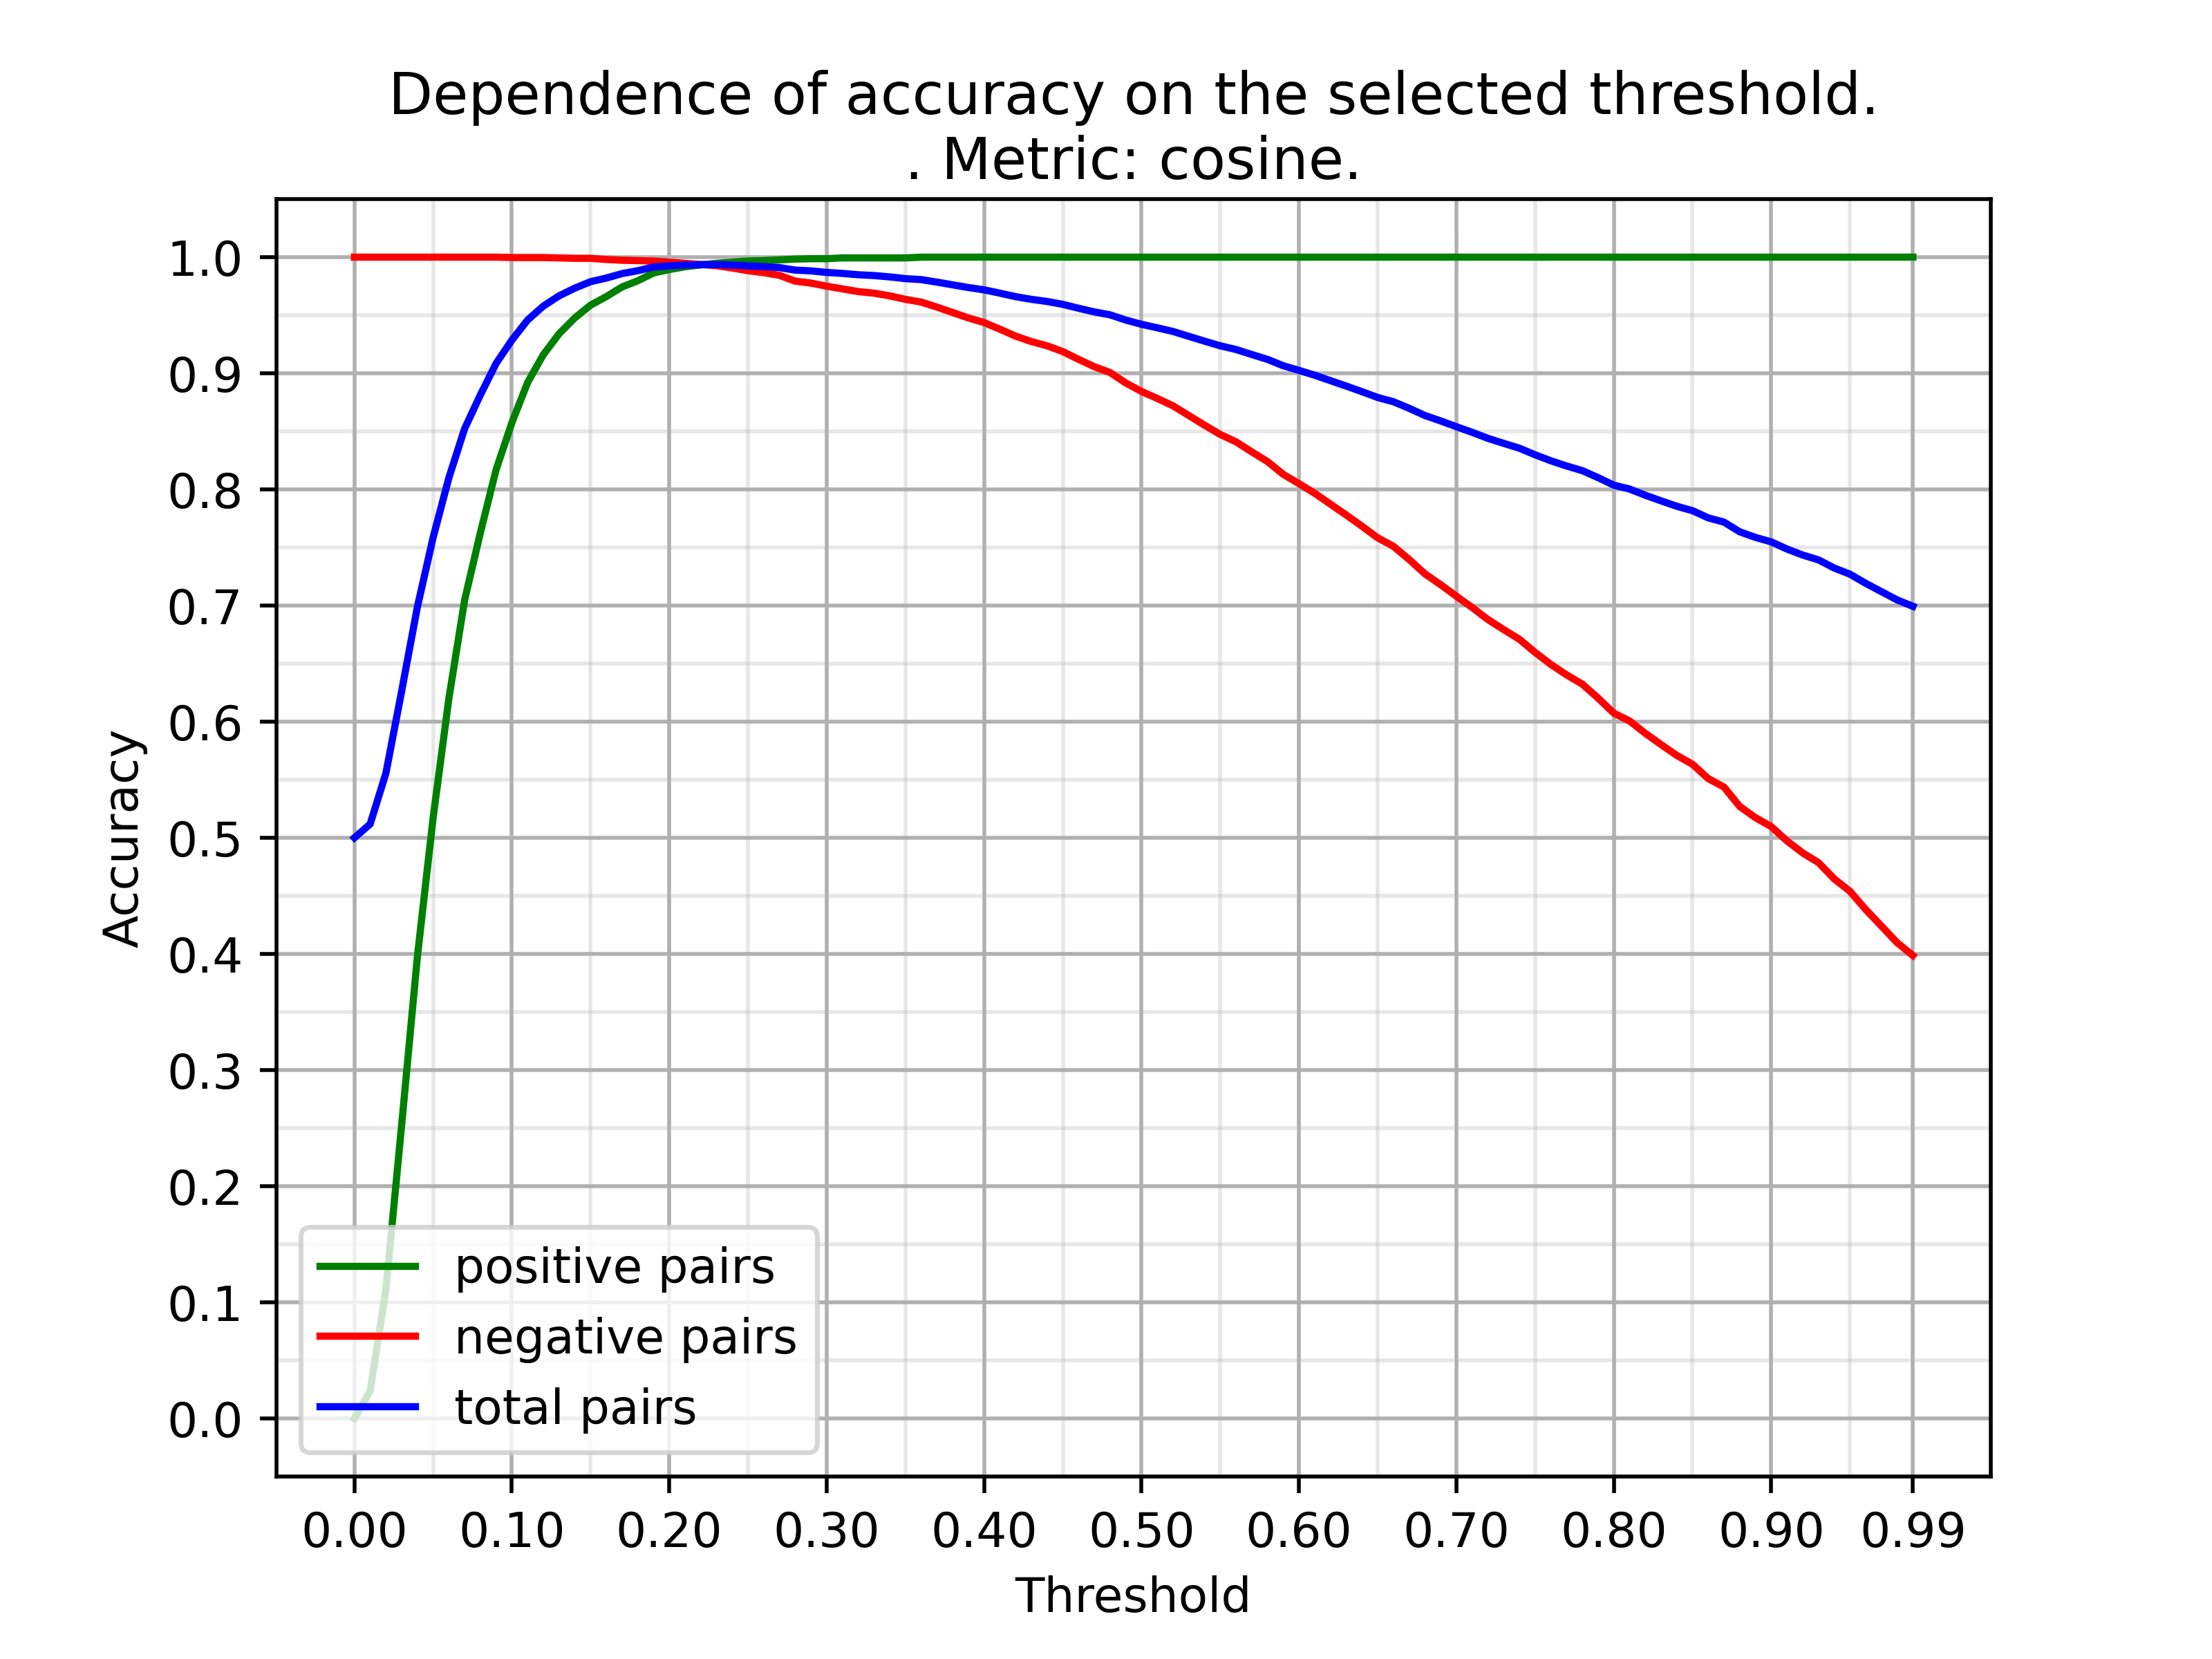 Dependence of accuracy on the selected threshold.
. Metric: cosine.
1.0
0.9
0.8
0.7
0.6
0.5
0.4
0.3
0.2
0.1
0.0
Accuracy
positive pairs
negative pairs
total pairs
0.00 0.10 0.20 0.30 0.40 0.50 0.60 0.70 0.80 0.90 0.99
Threshold